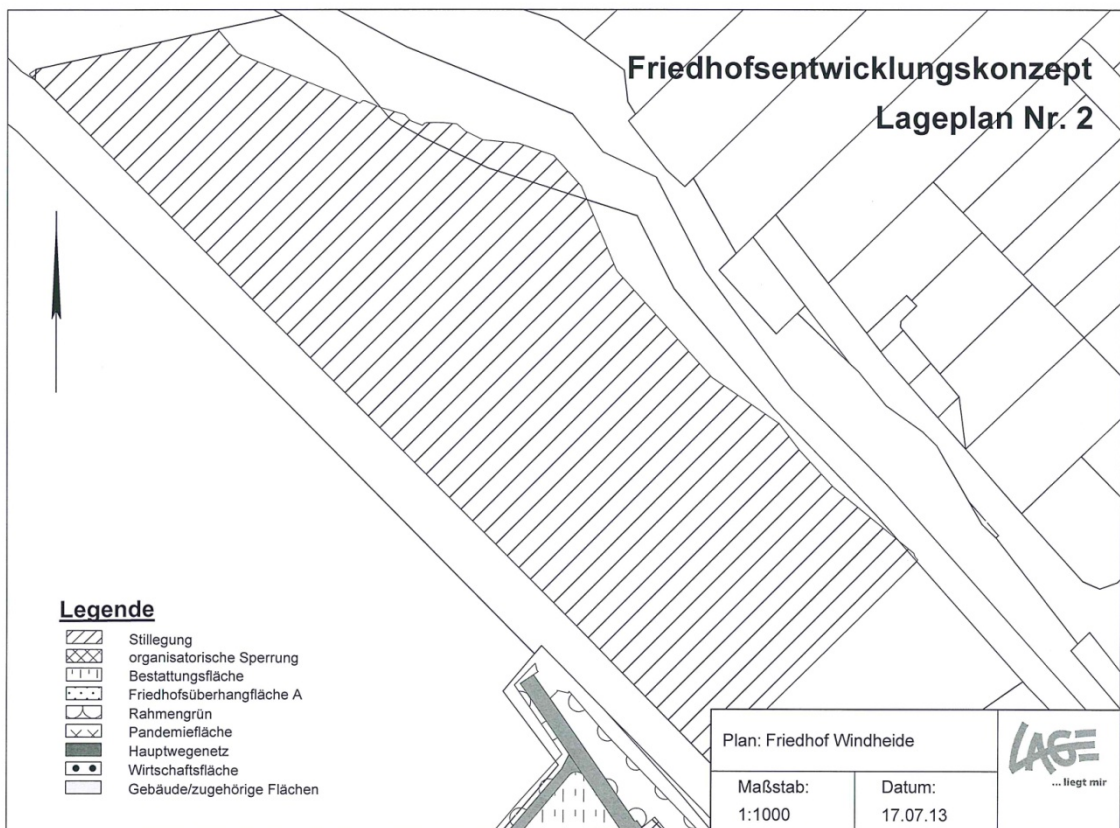 Friedhofsentwicklungskonzept
Lageplan Nr. 2
Legende
Stillegung
organisatorische Sperrung
Bestattungsfläche
Friedhofsüberhangfläche A
Rahmengrün
Pandemiefläche
Hauptwegenetz
Wirtschaftsfläche
Gebäude/zugehörige Flächen
Plan: Friedhof Windheide
Maßstab:
1:1000
Datum:
17.07.13
LAGE
... liegt mir